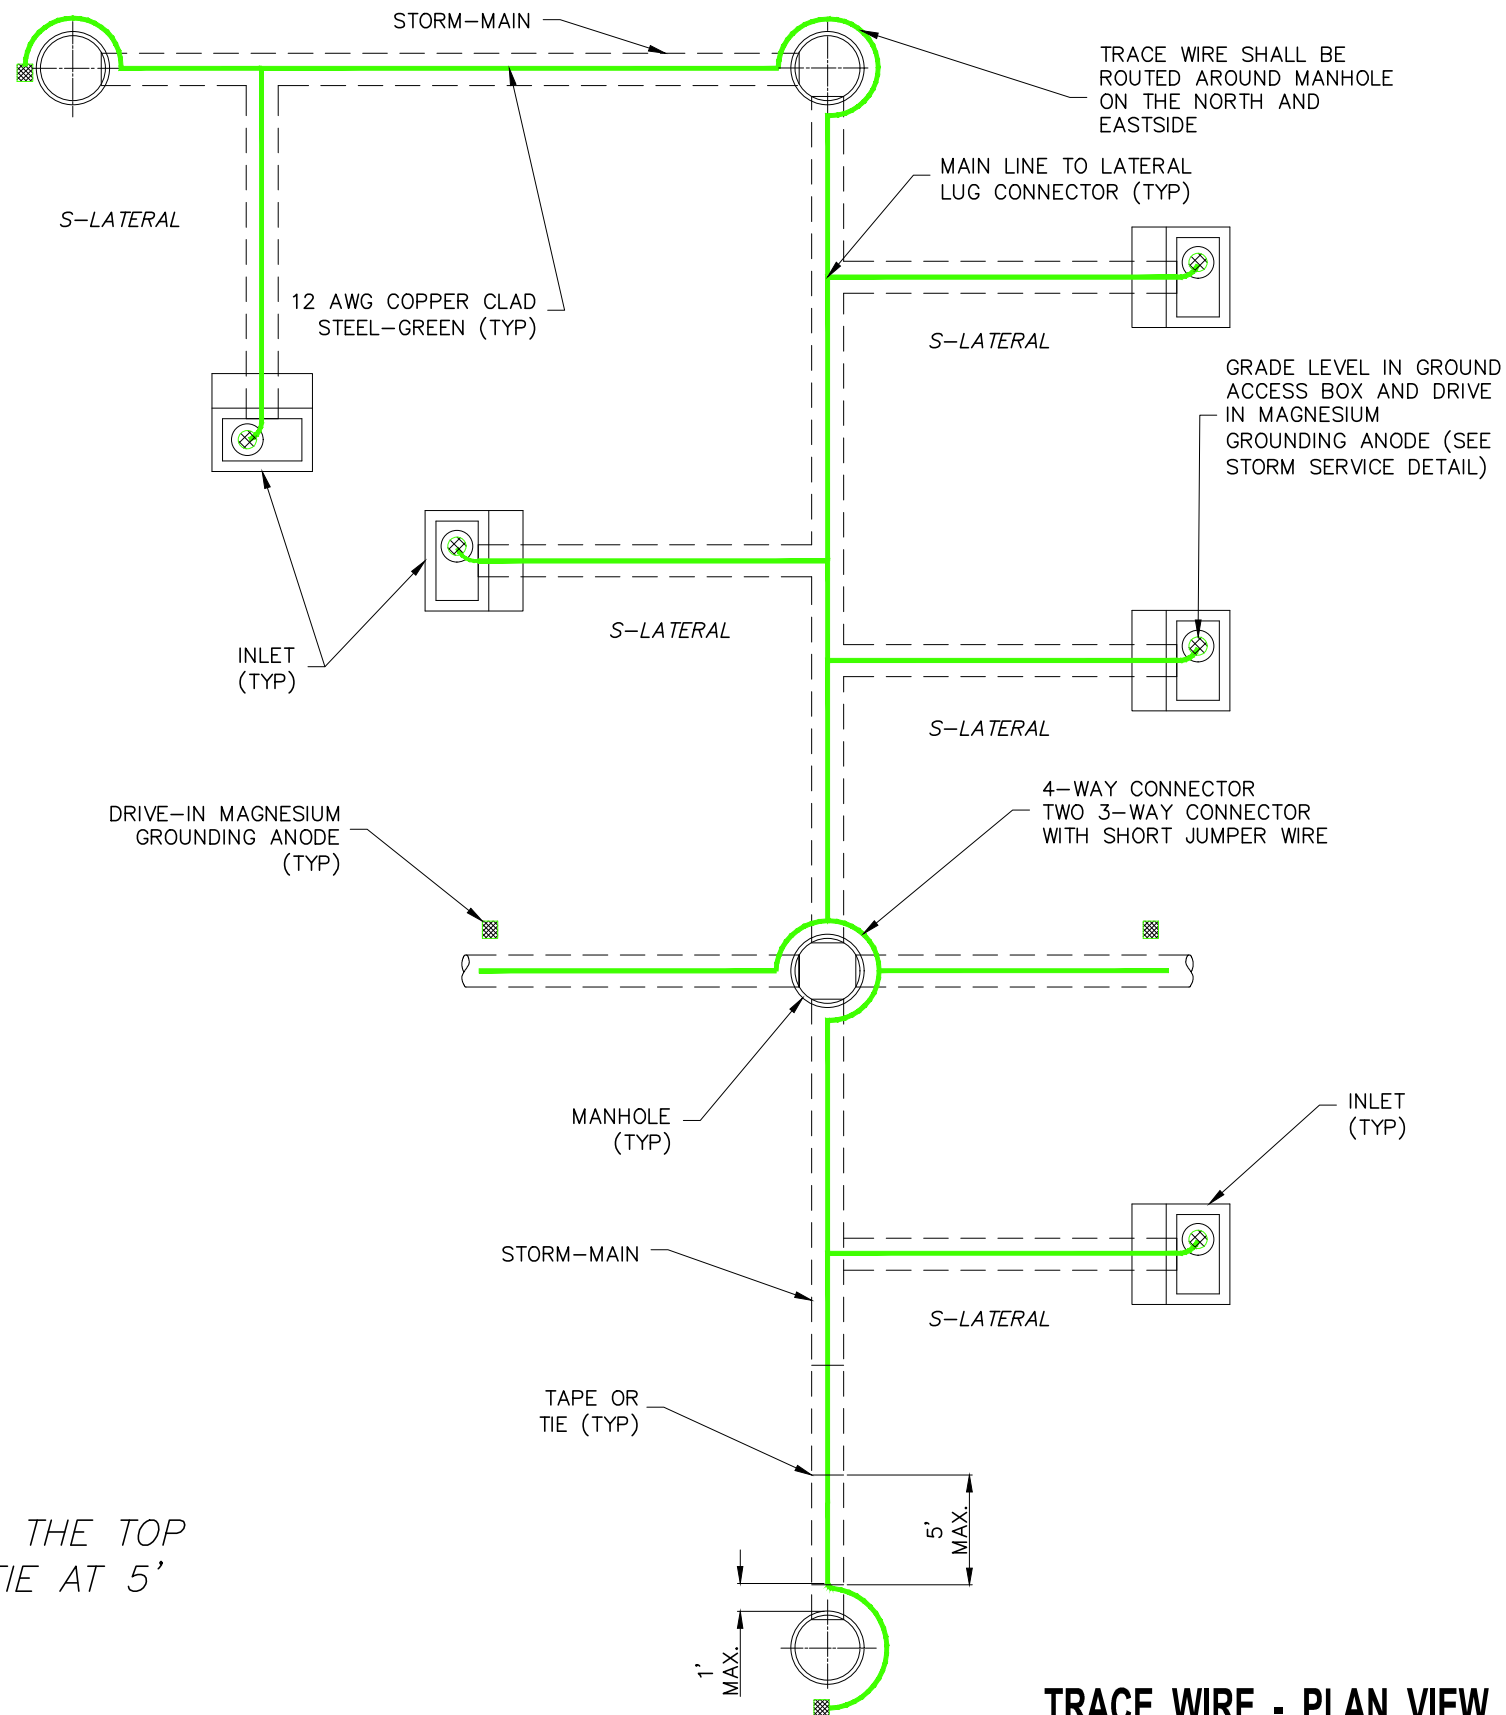 STORM-MAIN
TRACE WIRE SHALL BE
ROUTED AROUND MANHOLE
ON THE NORTH AND
EASTSIDE
MAIN LINE TO LATERAL
LUG CONNECTOR (TYP)
S-LATERAL
12 AWG COPPER CLAD
STEEL-GREEN (TYP)
S-LATERAL
GRADE LEVEL IN GROUND
ACCESS BOX AND DRIVE
IN MAGNESIUM
GROUNDING ANODE (SEE
STORM SERVICE DETAIL)
S-LATERAL
INLET
(TYP)
S-LATERAL
DRIVE-IN MAGNESIUM
GROUNDING ANODE
(TYP)
4-WAY CONNECTOR
TWO 3-WAY CONNECTOR
WITH SHORT JUMPER WIRE
MANHOLE
(TYP)
INLET
(TYP)
STORM-MAIN
S-LATERAL
TAPE OR
TIE (TYP)
5'
MAX.
THE TOP
TIE AT 5'
1'
MAX.
TRACE WIRE - PLAN VIEW